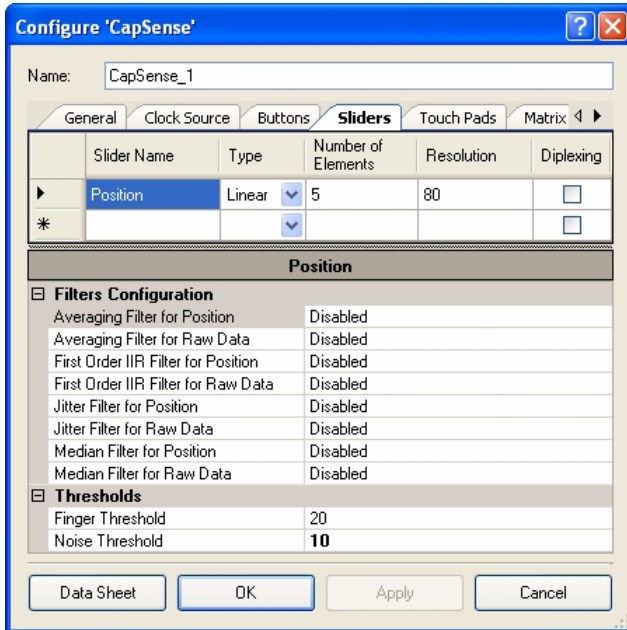 Configure 'CapSense'
Name: CapSense_1
General Clock Source Buttons Sliders Touch Pads Matrix
Slider Name Type Number of Elements Resolution Diplexing
Position Linear 5 80
Position
Filters Configuration
Averaging Filter for Position Disabled
Averaging Filter for Raw Data Disabled
First Order IIR Filter for Position Disabled
First Order IIR Filter for Raw Data Disabled
Jitter Filter for Position Disabled
Jitter Filter for Raw Data Disabled
Median Filter for Position Disabled
Median Filter for Raw Data Disabled
Thresholds
Finger Threshold 20
Noise Threshold 10
Data Sheet OK Apply Cancel